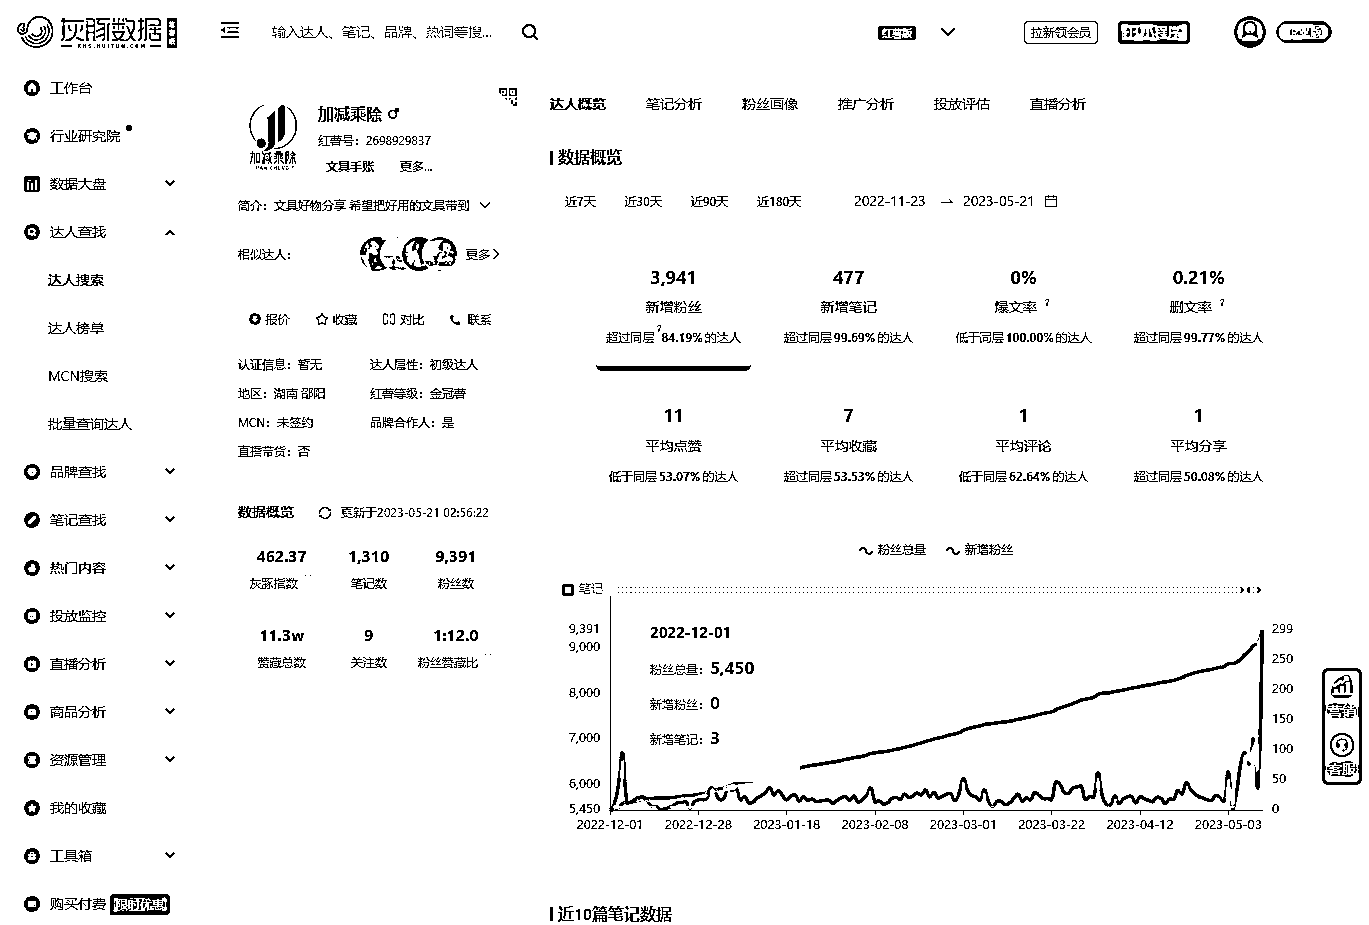 灰豚数据
XHS.HUITUN.COM
输入达人、笔记、品牌、热词等搜...
红薯版
拉新领会员
工作台
行业研究院
数据大盘
达人查找
达人搜索
达人榜单
MCN搜索
批量查询达人
品牌查找
笔记查找
热门内容
投放监控
直播分析
商品分析
资源管理
我的收藏
工具箱
购买付费 限时优惠
加减乘除
加减乘除 ♂
红薯号：2698929837
文具手账 更多...
简介：文具好物分享 希望把好用的文具带到
相似达人：
更多
报价 收藏 对比 联系
认证信息：暂无 达人属性：初级达人
地区：湖南 邵阳 红薯等级：金冠薯
MCN：未签约 品牌合作人：是
直播带货：否
数据概览 更新于2023-05-21 02:56:22
462.37 1,310 9,391
灰豚指数 笔记数 粉丝数
11.3w 9 1:12.0
赞藏总数 关注数 粉丝赞藏比
达人概览 笔记分析 粉丝画像 推广分析 投放评估 直播分析
数据概览
近7天 近30天 近90天 近180天 2022-11-23 → 2023-05-21
3,941 477 0% 0.21%
新增粉丝 新增笔记 爆文率 ? 删文率 ?
超过同层 84.19% 的达人 超过同层 99.69% 的达人 低于同层 100.00% 的达人 超过同层 99.77% 的达人
11 7 1 1
平均点赞 平均收藏 平均评论 平均分享
低于同层 53.07% 的达人 超过同层 53.53% 的达人 低于同层 62.64% 的达人 超过同层 50.08% 的达人
粉丝总量 新增粉丝
笔记
9,391
9,000
8,000
7,000
6,000
5,450
2022-12-01
粉丝总量：5,450
新增粉丝：0
新增笔记：3
299
250
200
150
100
50
0
2022-12-01 2022-12-28 2023-01-18 2023-02-08 2023-03-01 2023-03-22 2023-04-12 2023-05-03
营销
客服
近10篇笔记数据